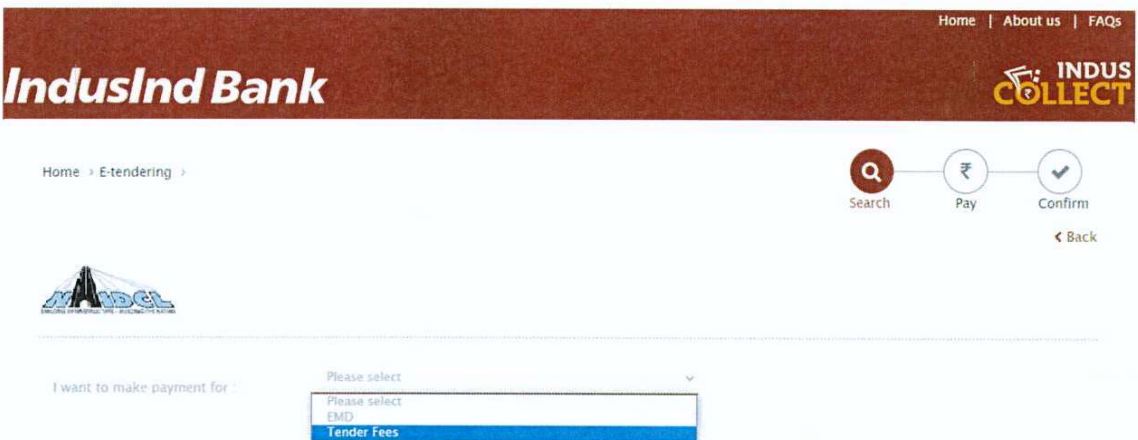 Home | About us | FAQs
IndusInd Bank
INDUS
COLLECT
Home > E-tendering >
Search
Pay
Confirm
< Back
NHIDCL
I want to make payment for :
Please select
Please select
EMD
Tender Fees